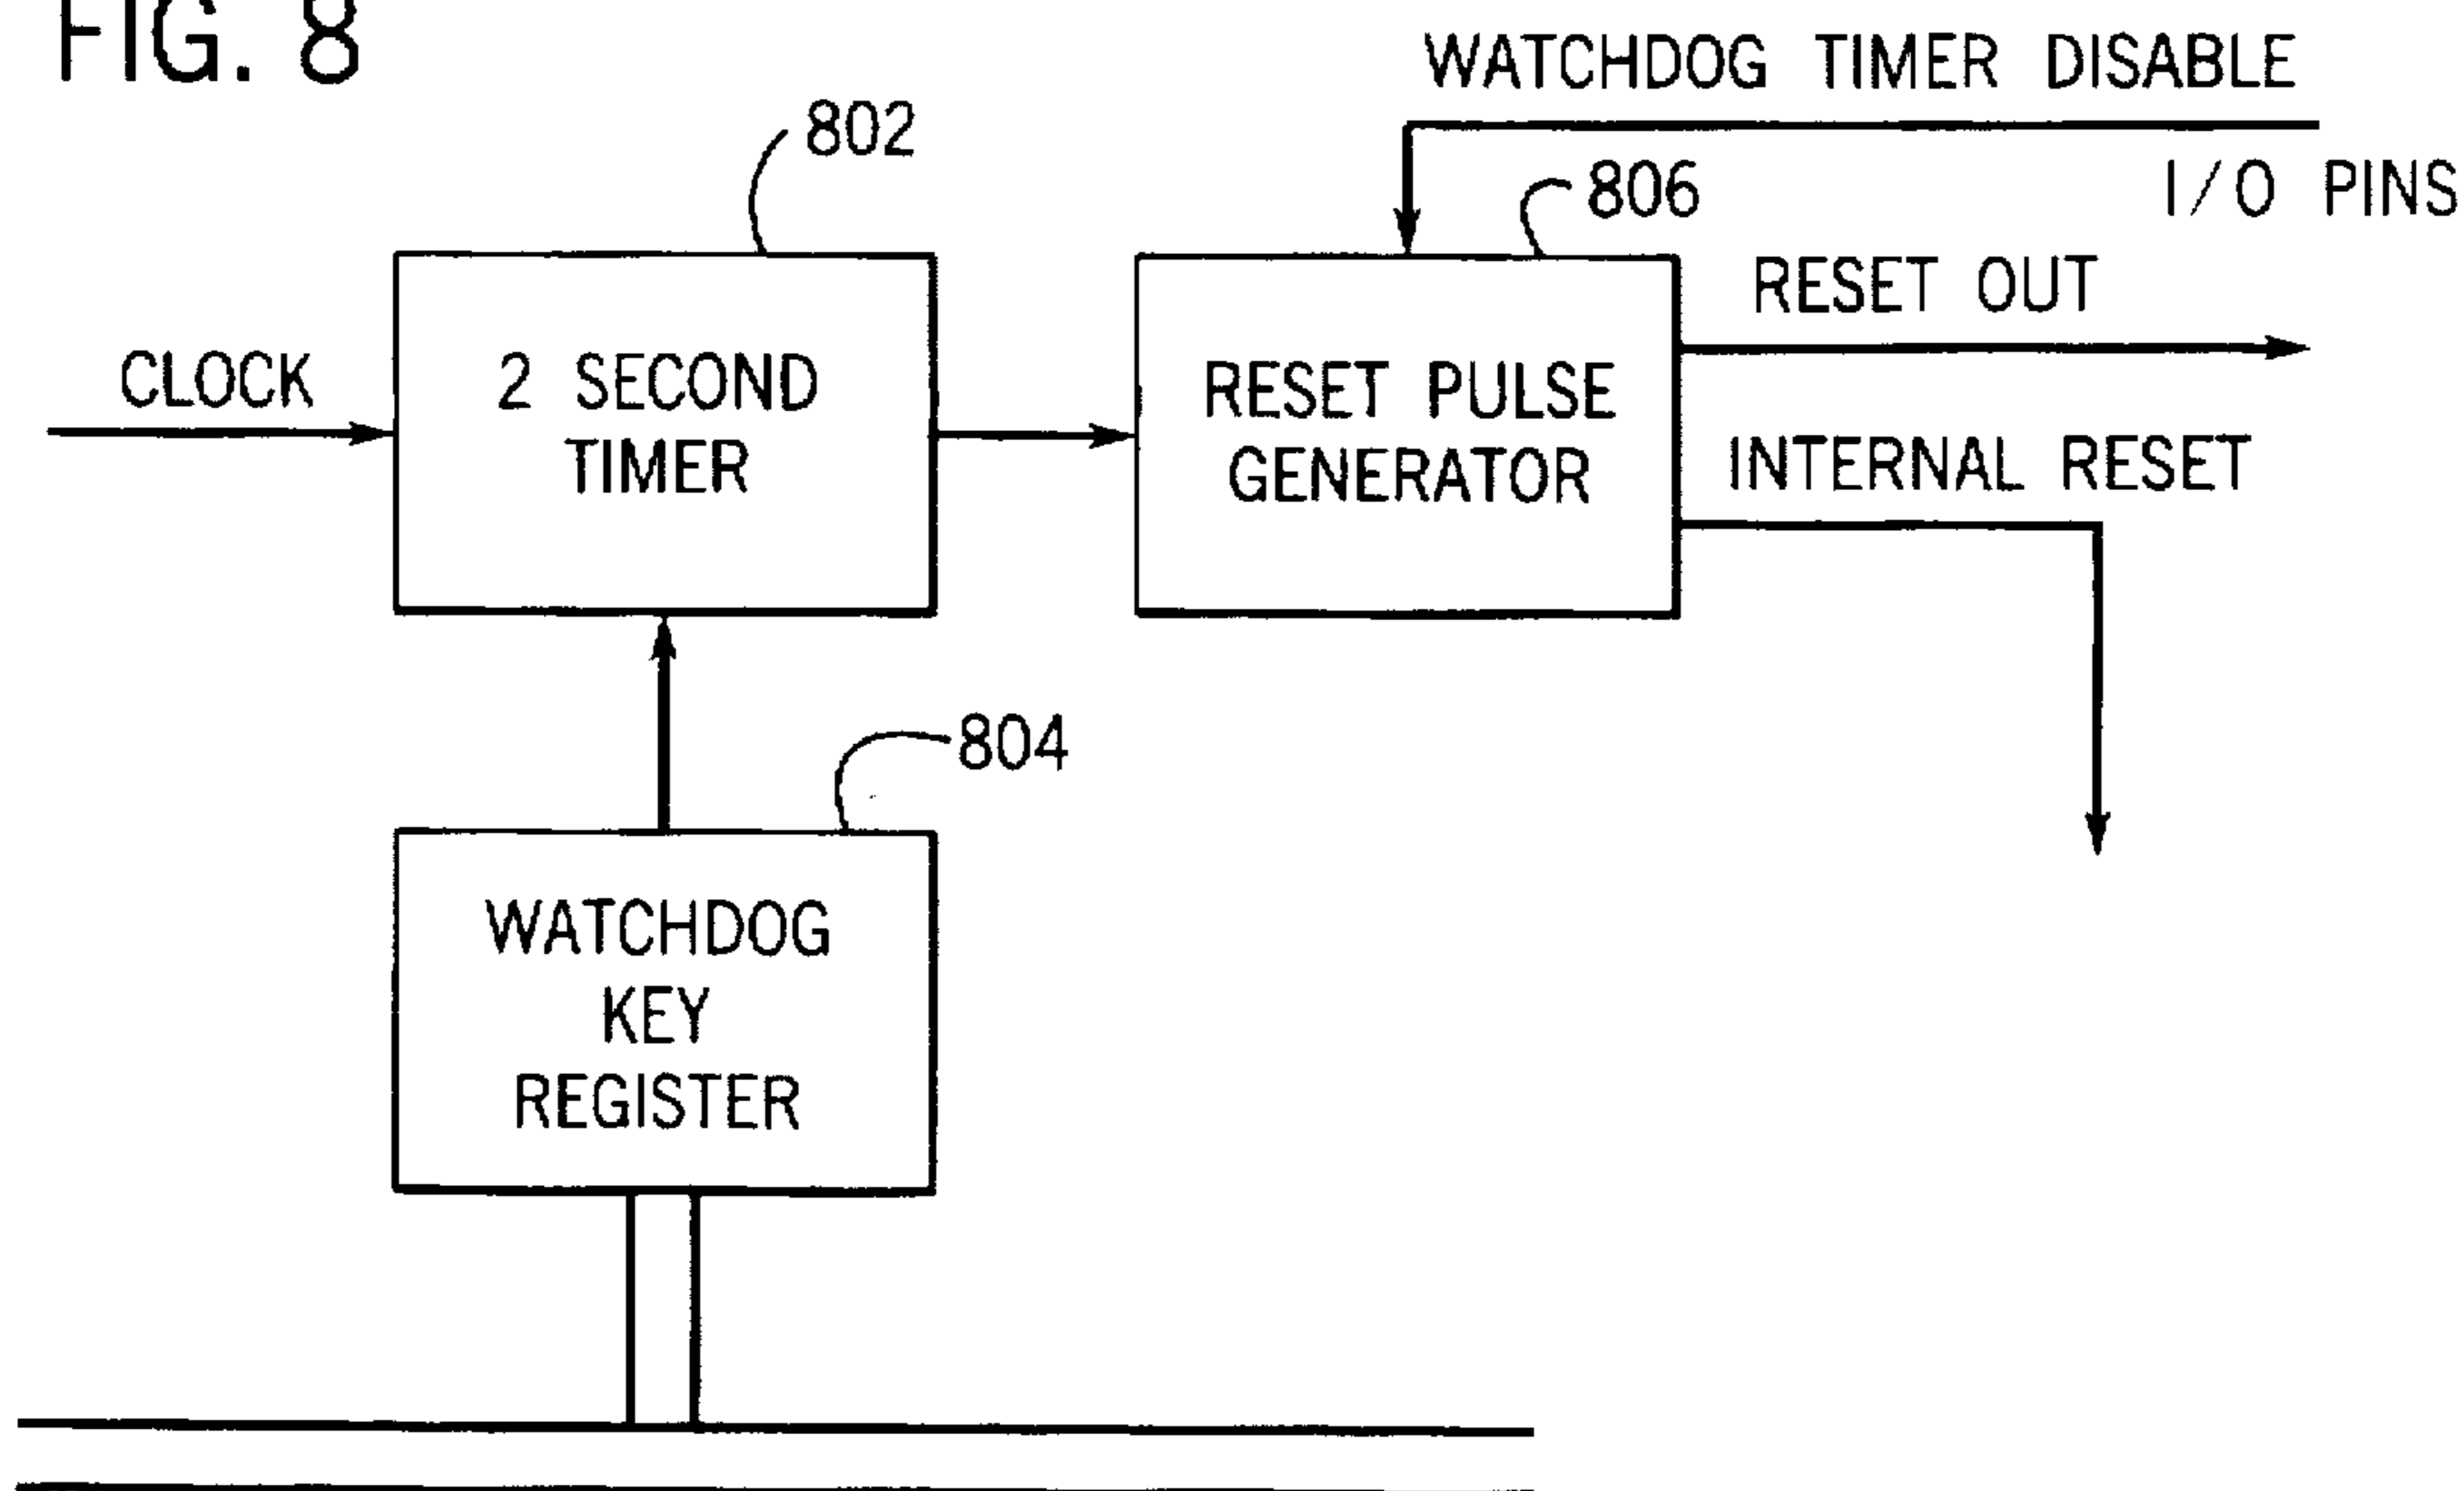 FIG. 8
WATCHDOG TIMER DISABLE
802
806
I/O PINS
RESET OUT
CLOCK
2 SECOND
TIMER
RESET PULSE
GENERATOR
INTERNAL RESET
804
WATCHDOG
KEY
REGISTER